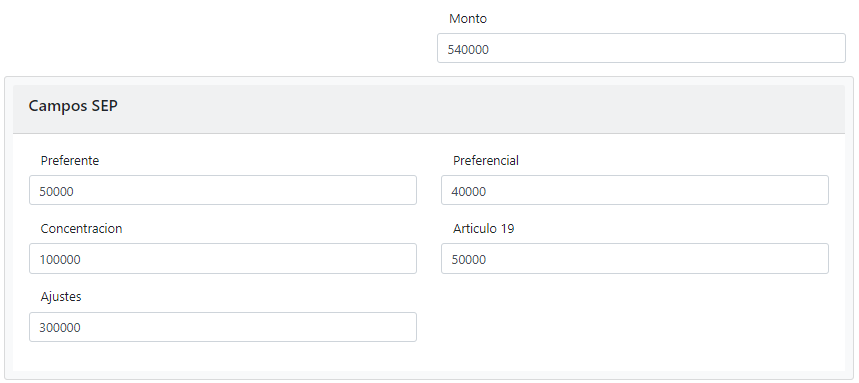 Monto
540000
Campos SEP
Preferente
Preferencial
50000
40000
Concentracion
Articulo 19
100000
50000
Ajustes
300000